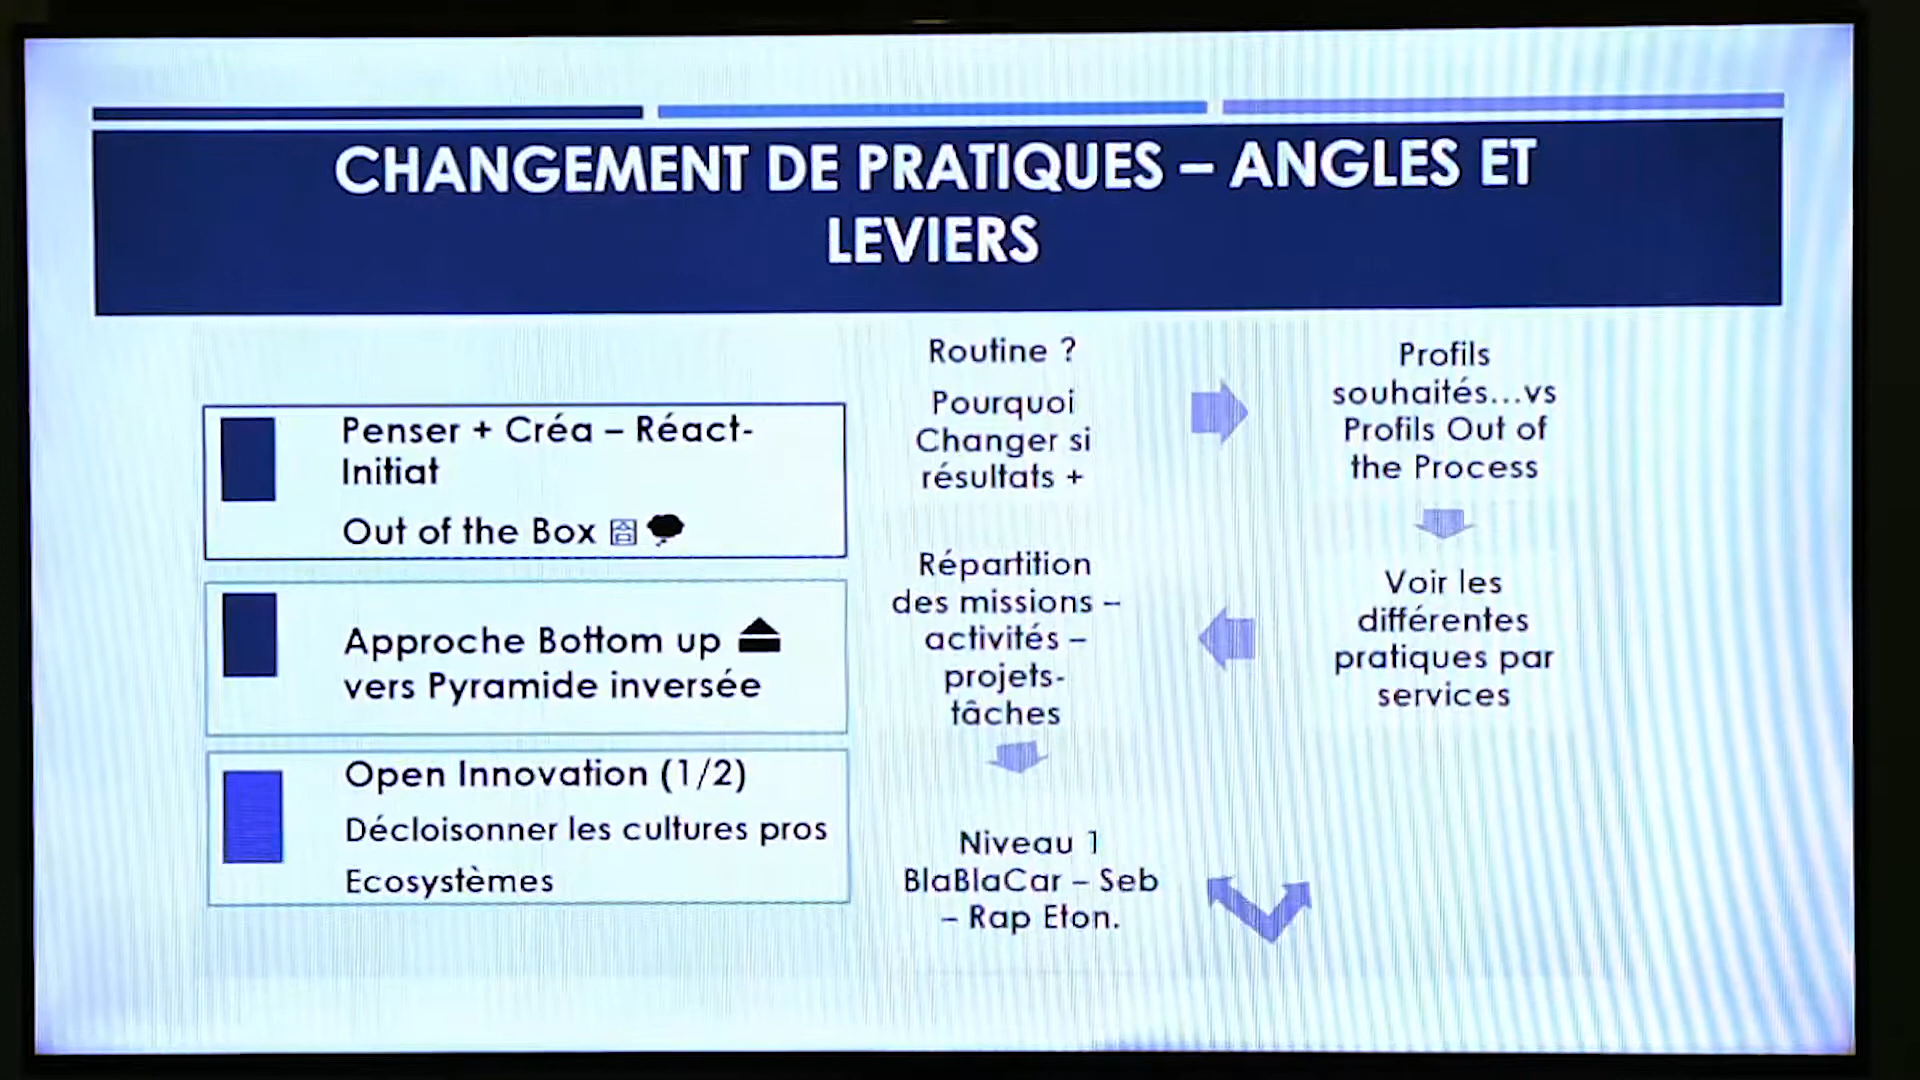 CHANGEMENT DE PRATIQUES – ANGLES ET
LEVIERS
Penser + Créa – Réact-
Initiat
Out of the Box
Approche Bottom up
vers Pyramide inversée
Open Innovation (1/2)
Décloisonner les cultures pros
Ecosystèmes
Routine ?
Pourquoi
Changer si
résultats +
Profils
souhaités...vs
Profils Out of
the Process
Voir les
différentes
pratiques par
services
Répartition
des missions –
activités –
projets-
tâches
Niveau 1
BlaBlaCar – Seb
– Rap Eton.